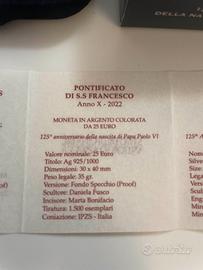 PONTIFICATO
DI S.S FRANCESCO
Anno X - 2022
MONETA IN ARGENTO COLORATA
DA 25 EURO
125° anniversario della nascita di Papa Paolo VI
Valore nominale: 25 Euro
Titolo: Ag 925/1000
Dimensioni: 30 x 40 mm
Peso legale: 35 gr.
Versione: Fondo Specchio (Proof)
Scultore: Daniela Fusco
Incisore: Marta Bonifacio
Tiratura: 1.500 esemplari
Coniazione: IPZS - Italia
DELLA NA